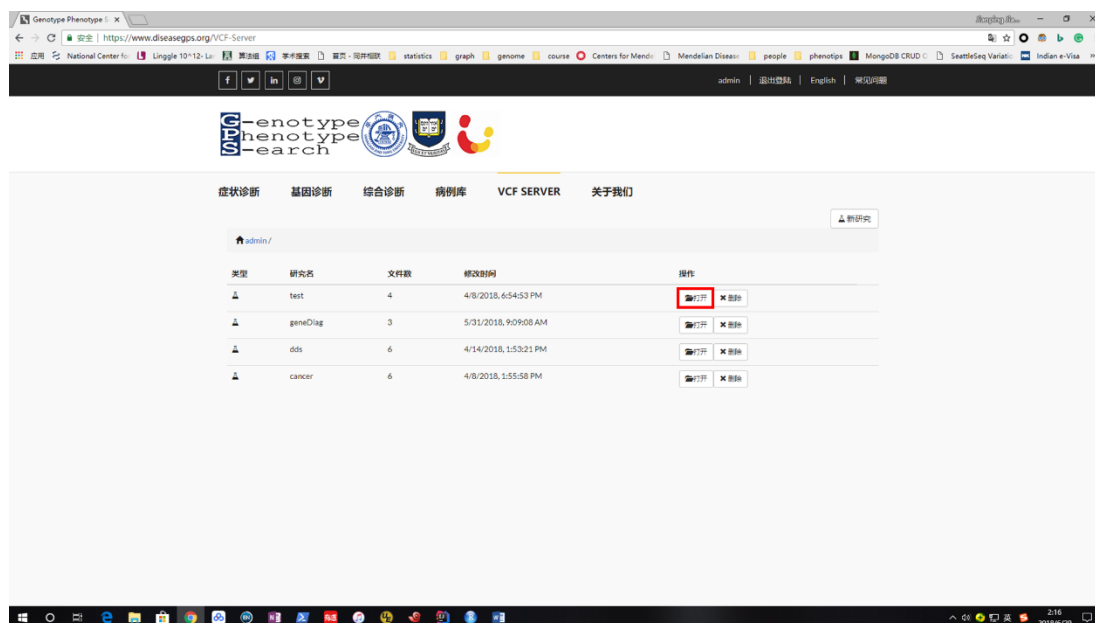 Genotype Phenotype S
安全 | https://www.diseasegps.org/VCF-Server
应用 National Center fo Linggle 10^12- La 算法组 学术搜索 首页 - 问井相联 statistics graph genome course Centers for Mende Mendelian Disease people phenotips MongoDB CRUD O SeattleSeq Variatio Indian e-Visa »
admin | 退出登陆 | English | 常见问题
G-enotype
Phenotype
S-earch
症状诊断 基因诊断 综合诊断 病例库 VCF SERVER 关于我们
新研究
admin /
类型 研究名 文件数 修改时间 操作
test 4 4/8/2018, 6:54:53 PM 打开 删除
geneDiag 3 5/31/2018, 9:09:08 AM 打开 删除
dds 6 4/14/2018, 1:53:21 PM 打开 删除
cancer 6 4/8/2018, 1:55:58 PM 打开 删除
英 2:16
2018/6/20